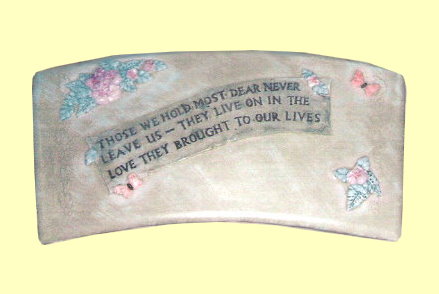 THOSE WE HOLD MOST DEAR NEVER
LEAVE US — THEY LIVE ON IN THE
LOVE THEY BROUGHT TO OUR LIVES